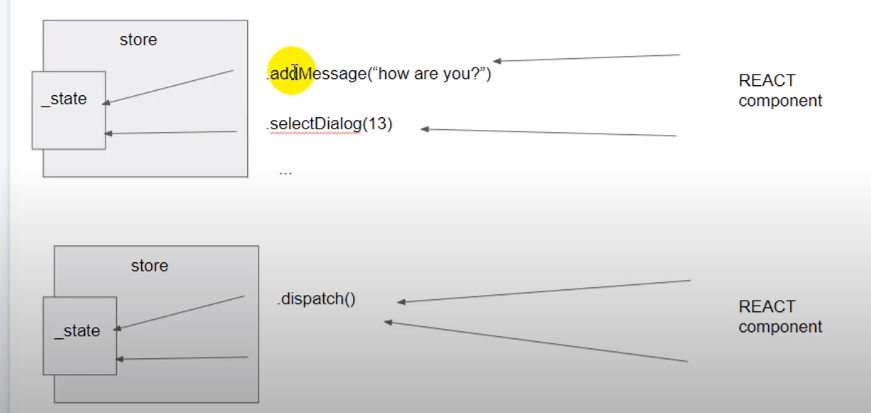 store
.addMessage(“how are you?”)
REACT
component
_state
.selectDialog(13)
...
store
.dispatch()
REACT
component
_state